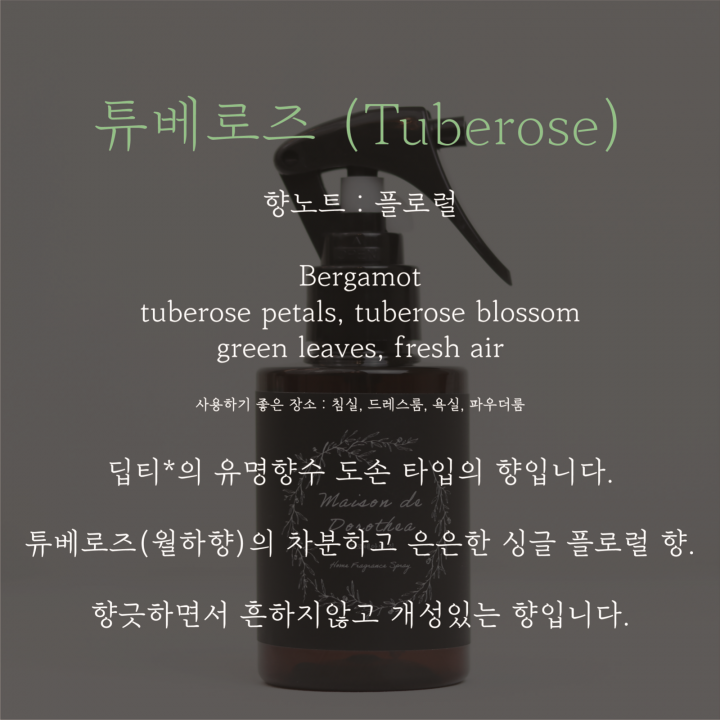 튜베로즈 (Tuberose)
향노트 : 플로럴
Bergamot
tuberose petals, tuberose blossom
green leaves, fresh air
사용하기 좋은 장소 : 침실, 드레스룸, 욕실, 파우더룸
딥티*의 유명향수 도손 타입의 향입니다.
Maison de
Dorothea
튜베로즈(월하향)의 차분하고 은은한 싱글 플로럴 향.
Home Fragrance Spray
향긋하면서 흔하지않고 개성있는 향입니다.